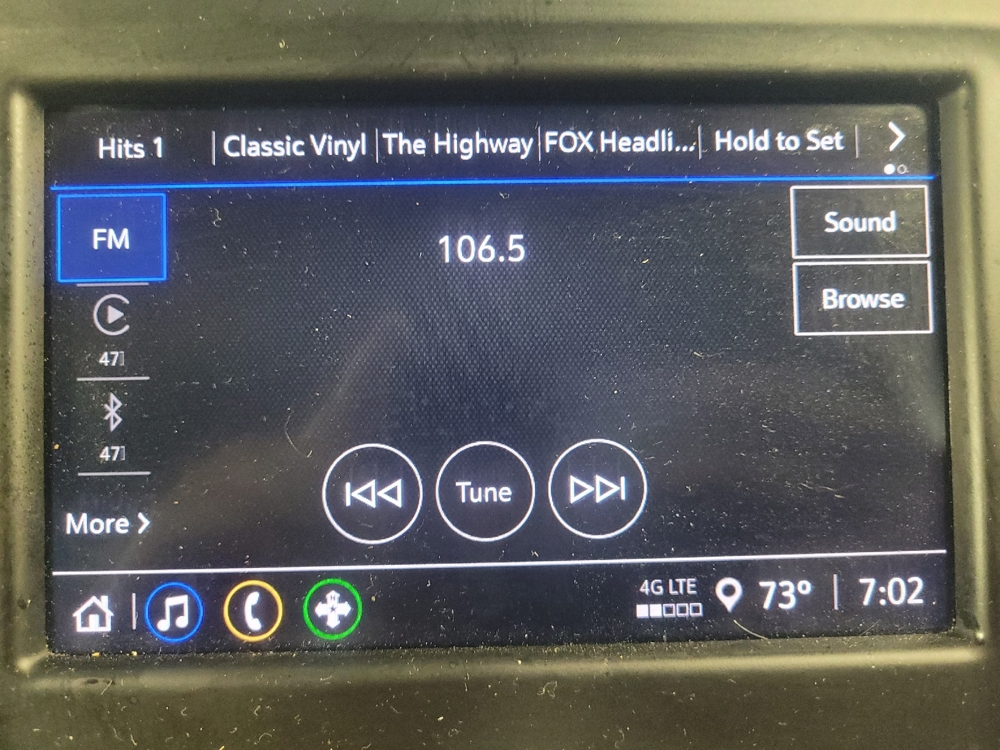 Hits 1 | Classic Vinyl | The Highway | FOX Headli... | Hold to Set |
FM
106.5
Sound
Browse
47
47
More
Tune
4G LTE
73° | 7:02